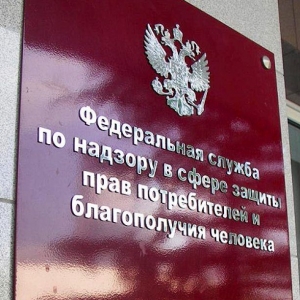 Федеральная служба
по надзору в сфере защиты
прав потребителей и
благополучия человека